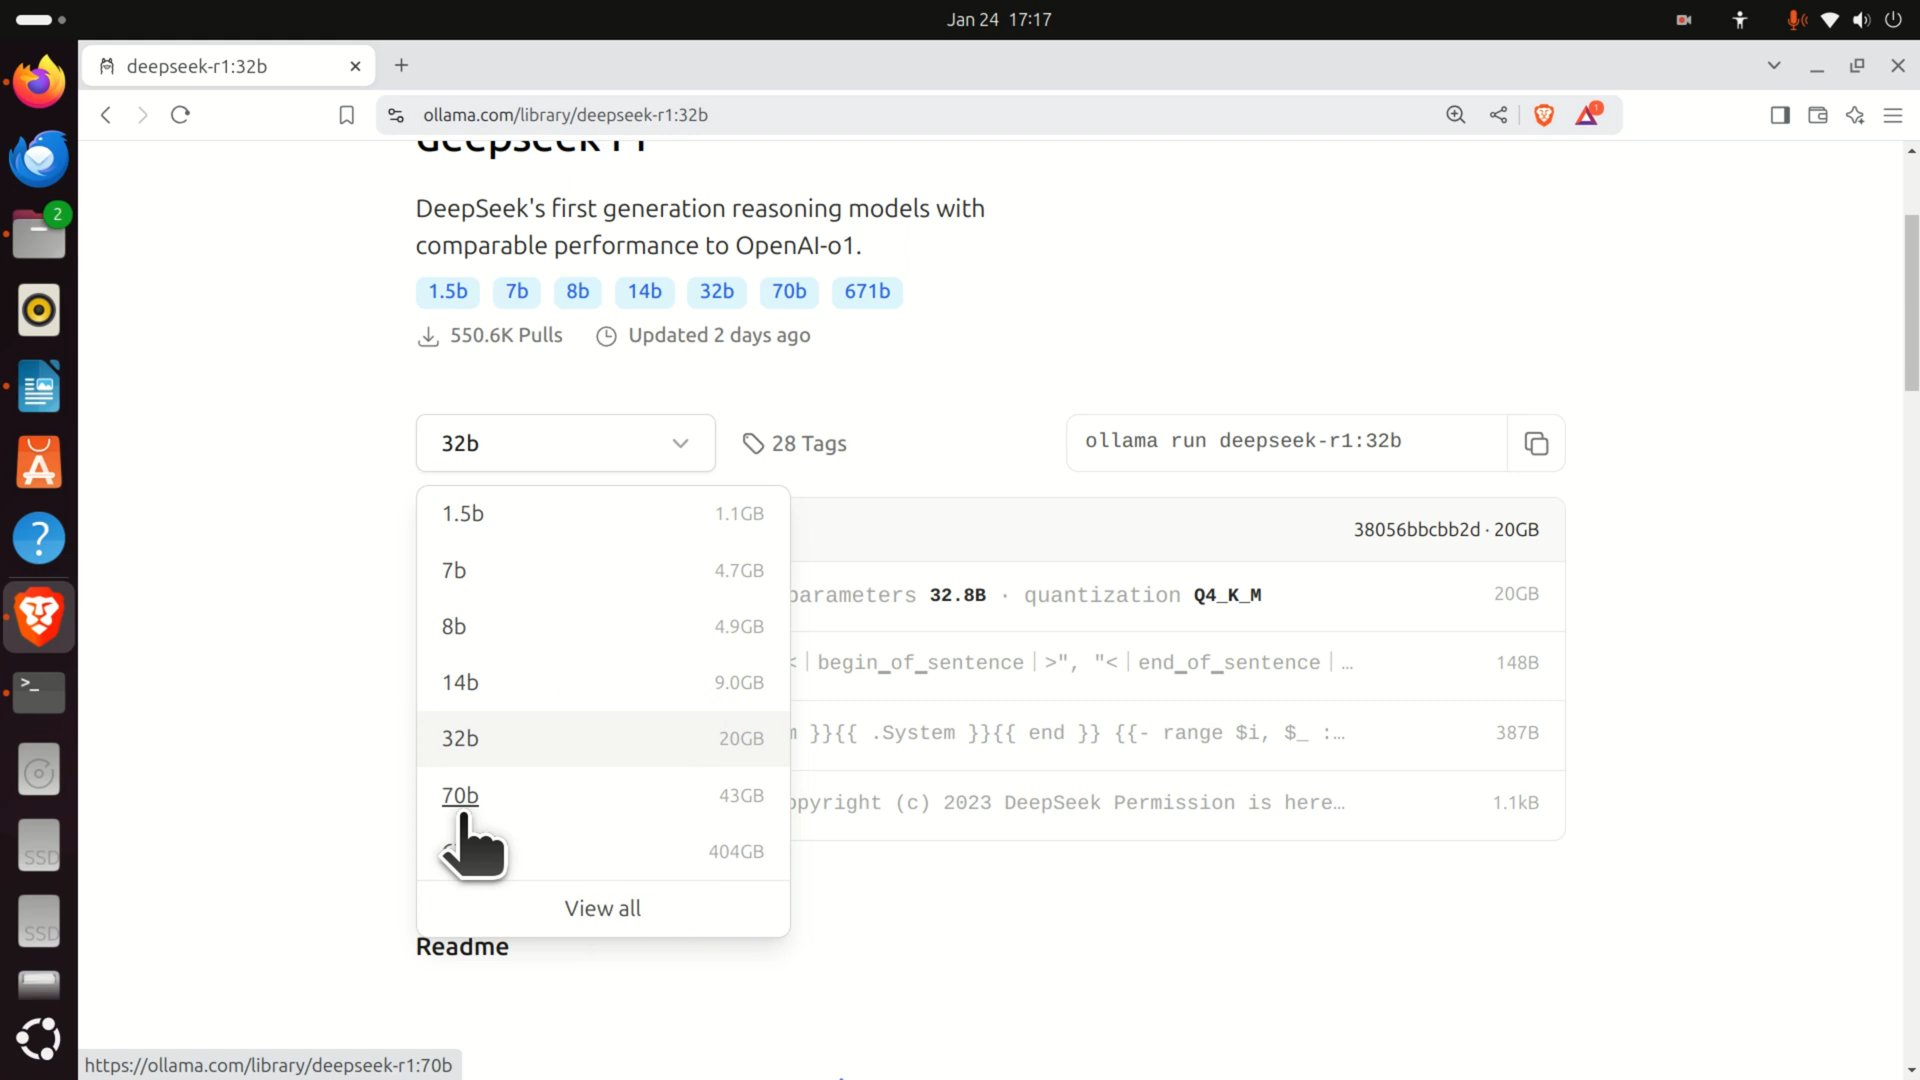 Jan 24 17:17
deepseek-r1:32b
ollama.com/library/deepseek-r1:32b
1
2
deepseek-r1
DeepSeek's first generation reasoning models with
comparable performance to OpenAI-o1.
1.5b 7b 8b 14b 32b 70b 671b
550.6K Pulls Updated 2 days ago
32b 28 Tags ollama run deepseek-r1:32b
1.5b 1.1GB
38056bbcbb2d · 20GB
7b 4.7GB
parameters 32.8B · quantization Q4_K_M 20GB
8b 4.9GB
<|begin_of_sentence|>", "<|end_of_sentence|… 148B
14b 9.0GB
32b 20GB
}}{{ .System }}{{ end }} {{- range $i, $_ :… 387B
70b 43GB
opyright (c) 2023 DeepSeek Permission is here… 1.1kB
404GB
View all
Readme
SSD
SSD
https://ollama.com/library/deepseek-r1:70b